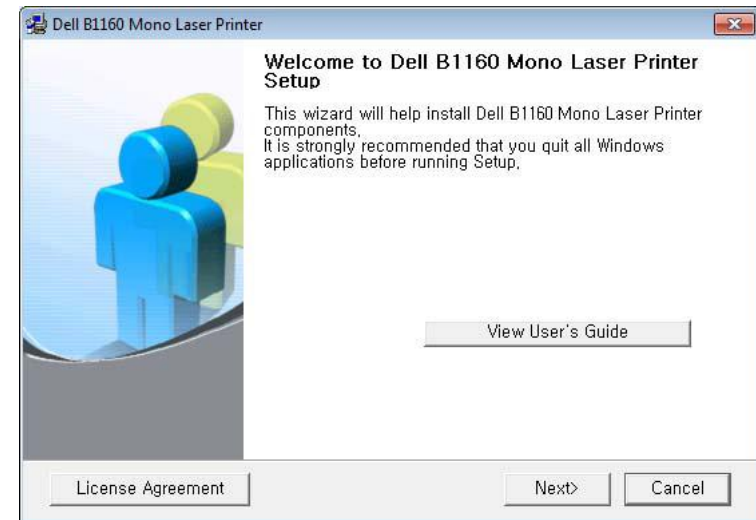 Dell B1160 Mono Laser Printer
Welcome to Dell B1160 Mono Laser Printer
Setup
This wizard will help install Dell B1160 Mono Laser Printer
components,
It is strongly recommended that you quit all Windows
applications before running Setup,
View User's Guide
License Agreement
Next>
Cancel